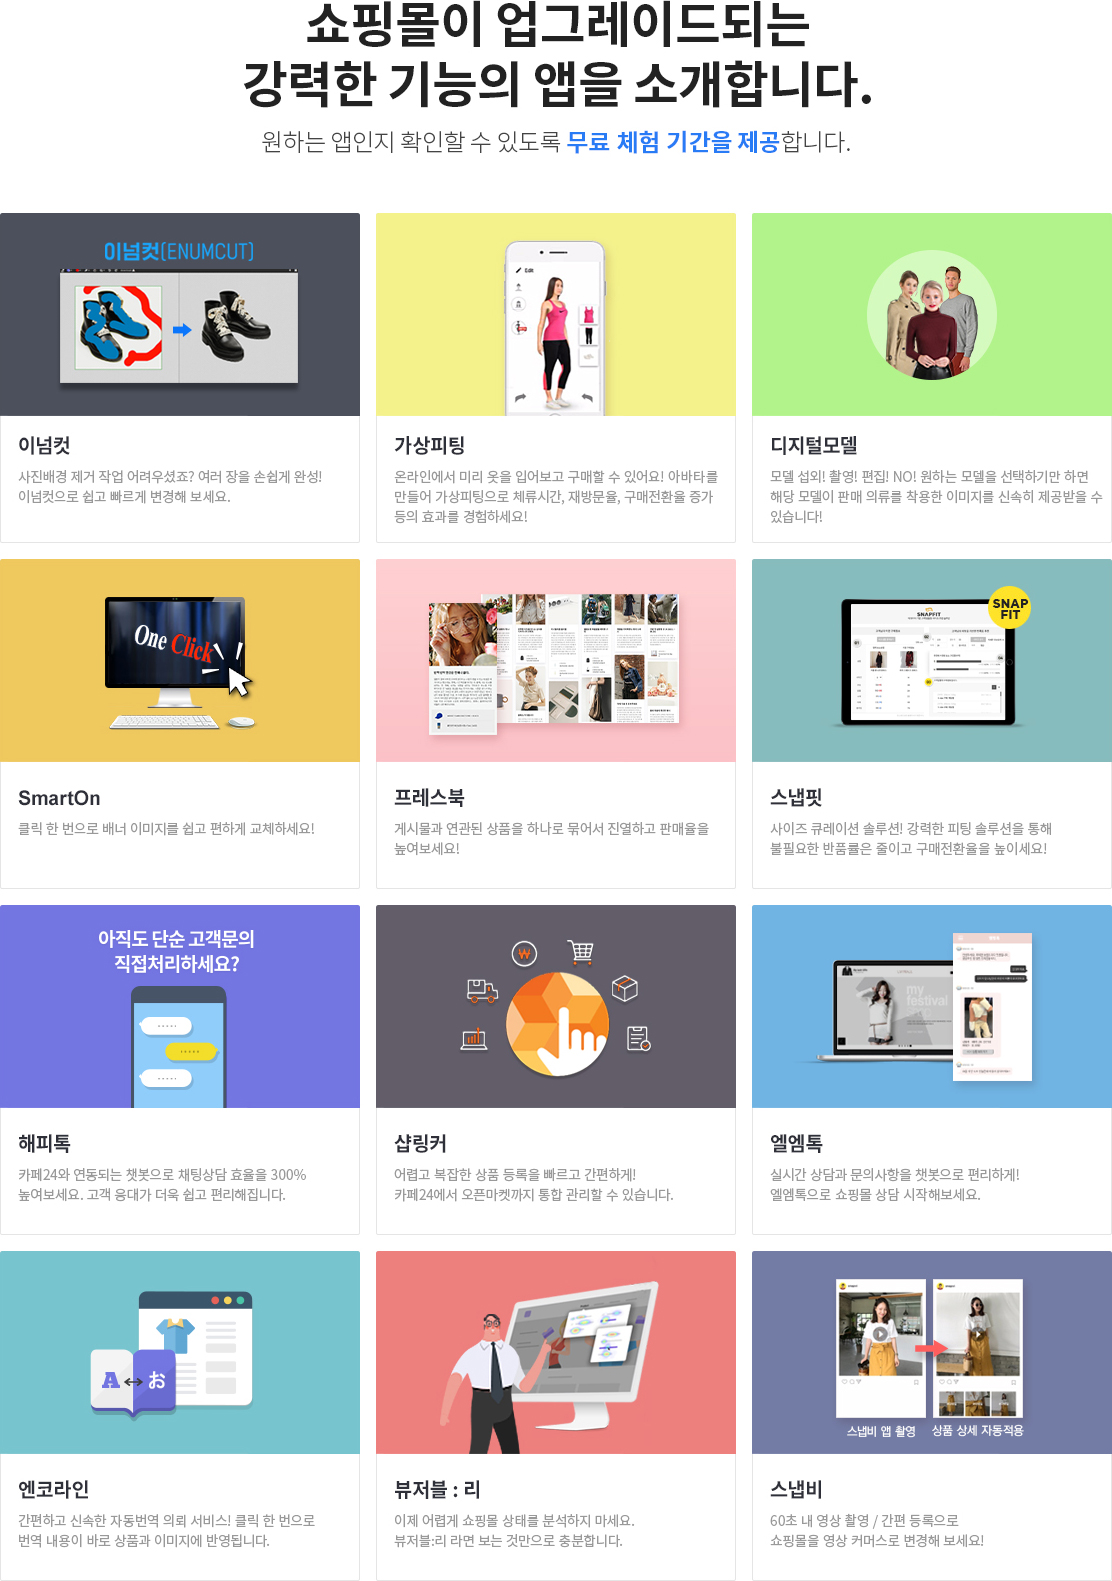 쇼핑몰이 업그레이드되는
강력한 기능의 앱을 소개합니다.
원하는 앱인지 확인할 수 있도록 무료 체험 기간을 제공합니다.
이넘컷(ENUMCUT)
이넘컷
사진배경 제거 작업 어려우셨죠? 여러 장을 손쉽게 완성!
이넘컷으로 쉽고 빠르게 변경해 보세요.
Edit
가상피팅
온라인에서 미리 옷을 입어보고 구매할 수 있어요! 아바타를
만들어 가상피팅으로 체류시간, 재방문율, 구매전환율 증가
등의 효과를 경험하세요!
디지털모델
모델 섭외! 촬영! 편집! NO! 원하는 모델을 선택하기만 하면
해당 모델이 판매 의류를 착용한 이미지를 신속히 제공받을 수
있습니다!
One Click
SmartOn
클릭 한 번으로 배너 이미지를 쉽고 편하게 교체하세요!
프레스북
게시물과 연관된 상품을 하나로 묶어서 진열하고 판매율을
높여보세요!
SNAP
FIT
SNAPFIT
스냅핏
사이즈 큐레이션 솔루션! 강력한 피팅 솔루션을 통해
불필요한 반품률은 줄이고 구매전환율을 높이세요!
아직도 단순 고객문의
직접처리하세요?
해피톡
카페24와 연동되는 챗봇으로 채팅상담 효율을 300%
높여보세요. 고객 응대가 더욱 쉽고 편리해집니다.
샵링커
어렵고 복잡한 상품 등록을 빠르고 간편하게!
카페24에서 오픈마켓까지 통합 관리할 수 있습니다.
my
festival
엘엠톡
실시간 상담과 문의사항을 챗봇으로 편리하게!
엘엠톡으로 쇼핑몰 상담 시작해보세요.
A お
엔코라인
간편하고 신속한 자동번역 의뢰 서비스! 클릭 한 번으로
번역 내용이 바로 상품과 이미지에 반영됩니다.
뷰저블 : 리
이제 어렵게 쇼핑몰 상태를 분석하지 마세요.
뷰저블:리 라면 보는 것만으로 충분합니다.
스냅비 앱 촬영 상품 상세 자동적용
스냅비
60초 내 영상 촬영 / 간편 등록으로
쇼핑몰을 영상 커머스로 변경해 보세요!